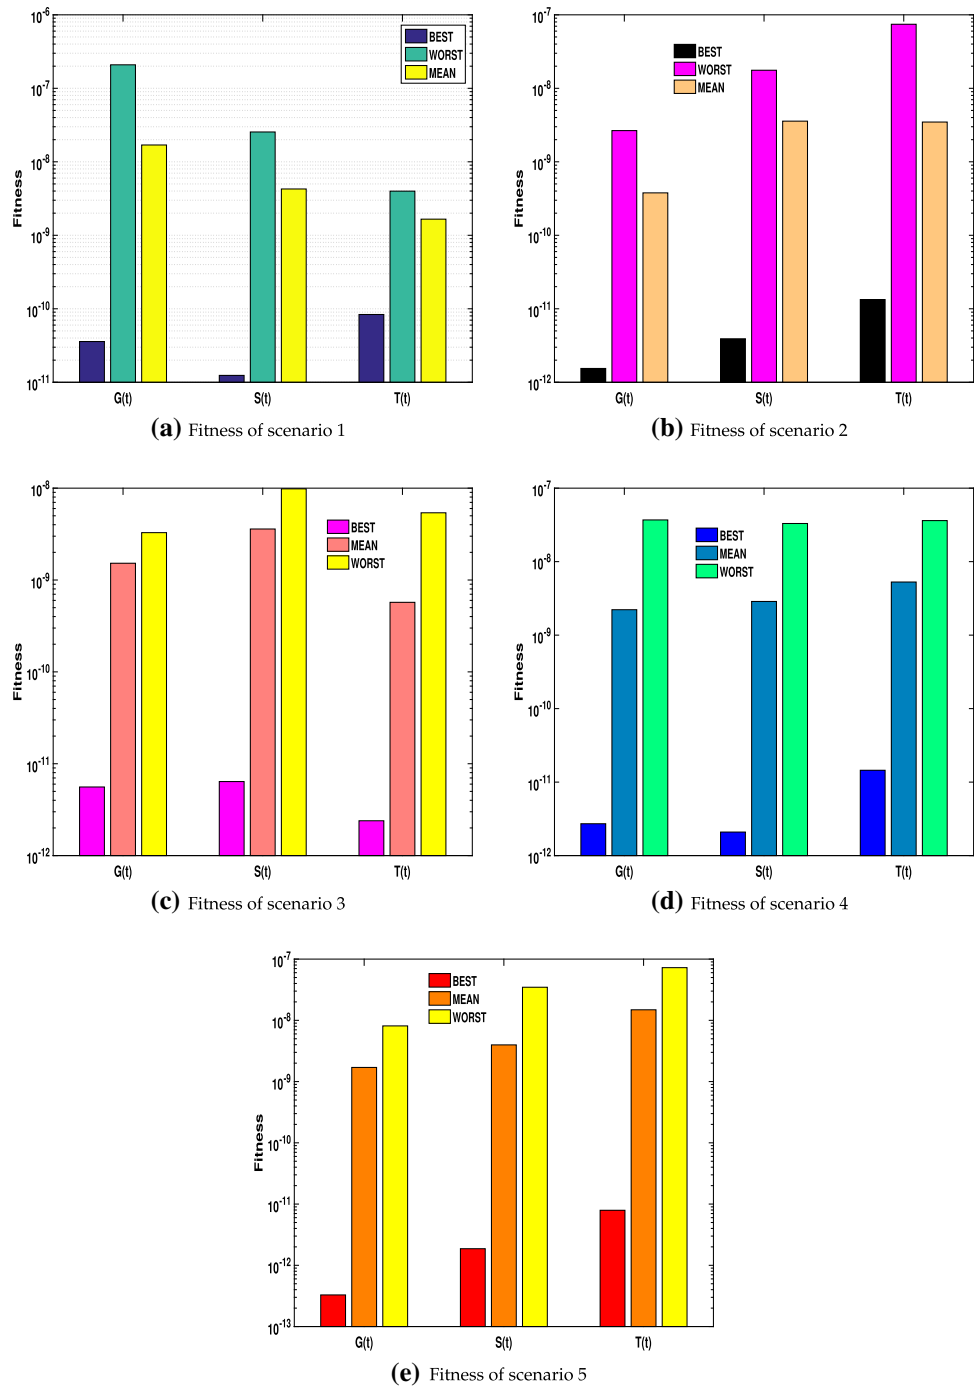 10^-6
10^-7
10^-8
10^-9
10^-10
10^-11
Fitness
BEST
WORST
MEAN
G(t) S(t) T(t)
(a) Fitness of scenario 1
10^-7
10^-8
10^-9
10^-10
10^-11
10^-12
Fitness
BEST
WORST
MEAN
G(t) S(t) T(t)
(b) Fitness of scenario 2
10^-8
10^-9
10^-10
10^-11
10^-12
Fitness
BEST
MEAN
WORST
G(t) S(t) T(t)
(c) Fitness of scenario 3
10^-7
10^-8
10^-9
10^-10
10^-11
10^-12
Fitness
BEST
MEAN
WORST
G(t) S(t) T(t)
(d) Fitness of scenario 4
10^-7
10^-8
10^-9
10^-10
10^-11
10^-12
10^-13
Fitness
BEST
MEAN
WORST
G(t) S(t) T(t)
(e) Fitness of scenario 5